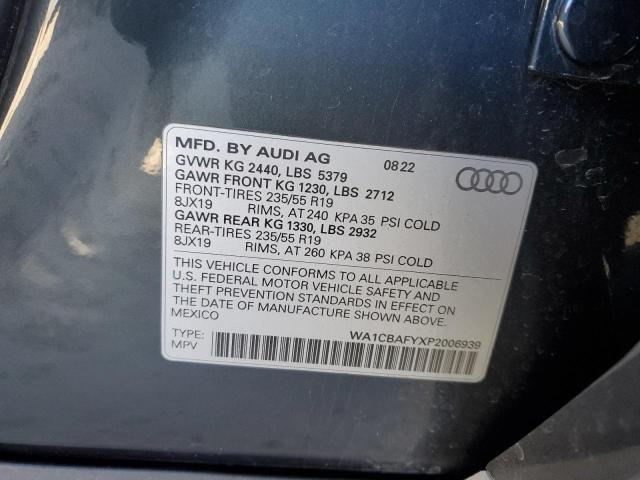 MFD. BY AUDI AG 08 22
GVWR KG 2440, LBS 5379
GAWR FRONT KG 1230, LBS 2712
FRONT-TIRES 235/55 R19
8JX19 RIMS, AT 240 KPA 35 PSI COLD
GAWR REAR KG 1330, LBS 2932
REAR-TIRES 235/55 R19
8JX19 RIMS, AT 260 KPA 38 PSI COLD
THIS VEHICLE CONFORMS TO ALL APPLICABLE
U.S. FEDERAL MOTOR VEHICLE SAFETY AND
THEFT PREVENTION STANDARDS IN EFFECT ON
THE DATE OF MANUFACTURE SHOWN ABOVE.
MEXICO
WA1CBAFYXP2006939
TYPE:
MPV